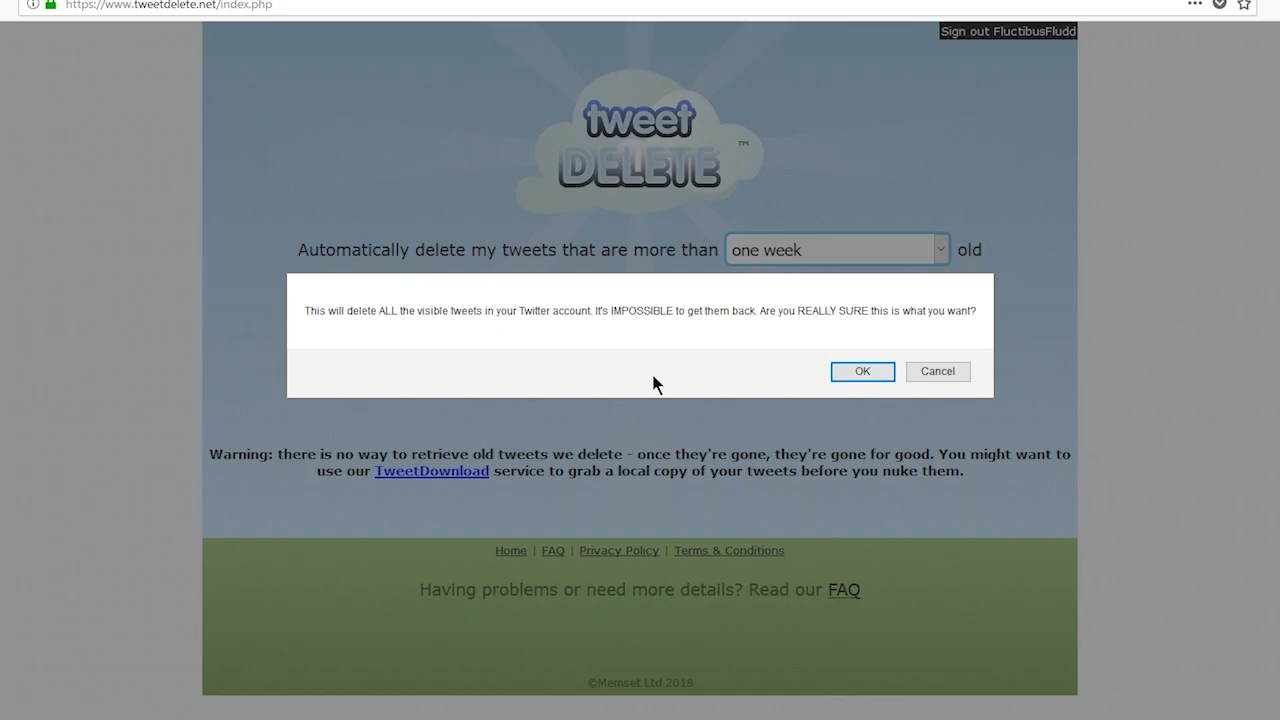 https://www.tweetdelete.net/index.php
Sign out FluctibusFludd
tweet
DELETE™
Automatically delete my tweets that are more than one week old
This will delete ALL the visible tweets in your Twitter account. It's IMPOSSIBLE to get them back. Are you REALLY SURE this is what you want?
OK Cancel
Warning: there is no way to retrieve old tweets we delete - once they're gone, they're gone for good. You might want to
use our TweetDownload service to grab a local copy of your tweets before you nuke them.
Home | FAQ | Privacy Policy | Terms & Conditions
Having problems or need more details? Read our FAQ
©Memset Ltd 2018